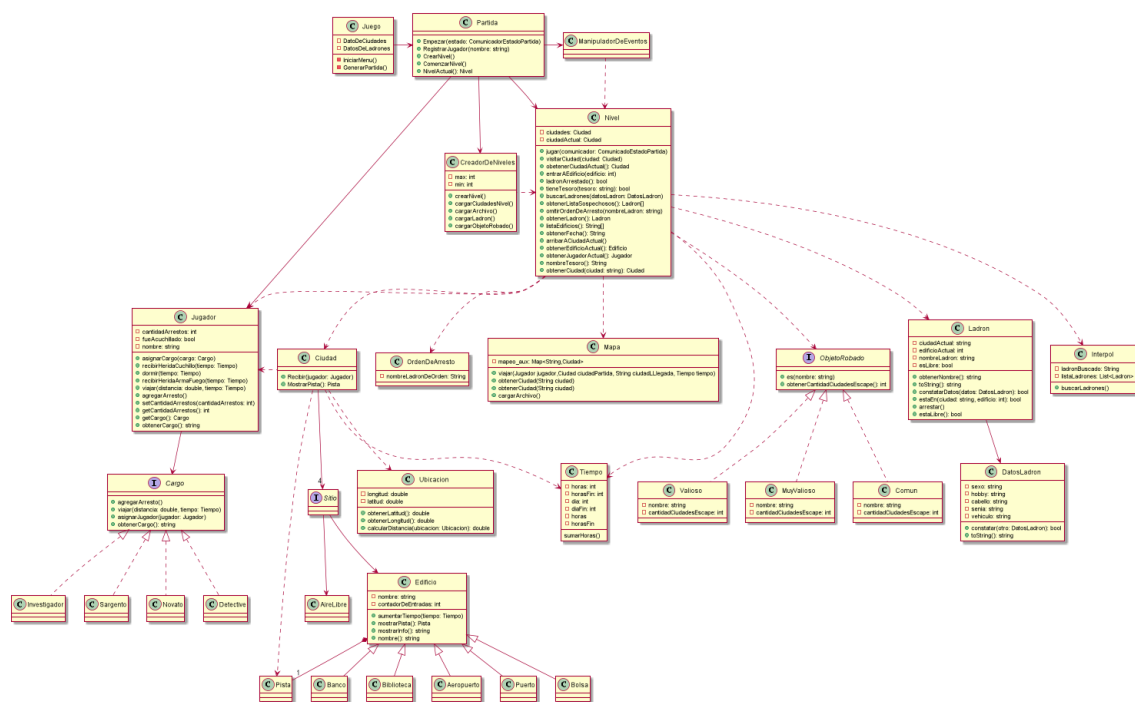 Juego
DatoDeCiudades
DatosDeLadrones
IniciarMenu()
GenerarPartida()
Partida
Empezar(estado: ComunicadorEstadoPartida)
RegistrarJugador(nombre: string)
CrearNivel()
ComenzarNivel()
NivelActual(): Nivel
ManipuladorDeEventos
Nivel
ciudades: Ciudad
ciudadActual: Ciudad
jugar(comunicador: ComunicadoEstadoPartida)
visitarCiudad(ciudad: Ciudad)
obetenerCiudadActual(): Ciudad
entrarAEdificio(edificio: int)
ladronArrestado(): bool
tieneTesoro(tesoro: string): bool
buscarLadrones(datosLadron: DatosLadron)
obtenerListaSospechosos(): Ladron[]
omitirOrdenDeArresto(nombreLadron: string)
obtenerLadron(): Ladron
listaEdificios(): String[]
obtenerFecha(): String
arribarACiudadActual()
obtenerEdificioActual(): Edificio
obtenerJugadorActual(): Jugador
nombreTesoro(): String
obtenerCiudad(ciudad: string): Ciudad
CreadorDeNiveles
max: int
min: int
crearNivel()
cargarCiudadesNivel()
cargarArchivo()
cargarLadron()
cargarObjetoRobado()
Jugador
cantidadArrestos: int
fueAcuchillado: bool
nombre: string
asignarCargo(cargo: Cargo)
recibirHeridaCuchillo(tiempo: Tiempo)
dormir(tiempo: Tiempo)
recibirHeridaArmaFuego(tiempo: Tiempo)
viajar(distancia: double, tiempo: Tiempo)
agregarArresto()
setCantidadArrestos(cantidadArrestos: int)
getCantidadArrestos(): int
getCargo(): Cargo
obtenerCargo(): string
Ciudad
Recibir(jugador: Jugador)
MostrarPista(): Pista
OrdenDeArresto
nombreLadronDeOrden: String
Mapa
mapas_aux: Map<String,Ciudad>
viajar(Jugador jugador,Ciudad ciudadPartida, String ciudadLLegada, Tiempo tiempo)
obtenerCiudad(String ciudad)
obtenerCiudad(String ciudad)
cargarArchivo()
ObjetoRobado
es(nombre: string)
obtenerCantidadCiudadesEscape(): int
Ladron
ciudadActual: string
edificioActual: int
nombreLadron: string
esLibre: bool
obtenerNombre(): string
toString(): string
constatarDatos(datos: DatosLadron): bool
estaEn(ciudad: string, edificio: int): bool
arrestar()
estaLibre(): bool
Interpol
ladronBuscado: String
listaLadrones: List<Ladron>
buscarLadrones()
Cargo
agregarArresto()
viajar(distancia: double, tiempo: Tiempo)
asignarJugador(jugador: Jugador)
obtenerCargo(): string
4
Sitio
Ubicacion
longitud: double
latitud: double
obtenerLatitud(): double
obtenerLongitud(): double
calcularDistancia(ubicacion: Ubicacion): double
Tiempo
horas: int
horasFin: int
dia: int
diaFin: int
horas
horasFin
sumarHoras()
Valioso
nombre: string
cantidadCiudadesEscape: int
MuyValioso
nombre: string
cantidadCiudadesEscape: int
Comun
nombre: string
cantidadCiudadesEscape: int
DatosLadron
sexo: string
hobby: string
cabello: string
senia: string
vehiculo: string
constatar(otro: DatosLadron): bool
toString(): string
Investigador
Sargento
Novato
Detective
AireLibre
Edificio
nombre: string
contadorDeEntradas: int
aumentarTiempo(tiempo: Tiempo)
mostrarPista(): Pista
mostrarInfo(): string
nombre(): string
1
Pista
Banco
Biblioteca
Aeropuerto
Puerto
Bolsa